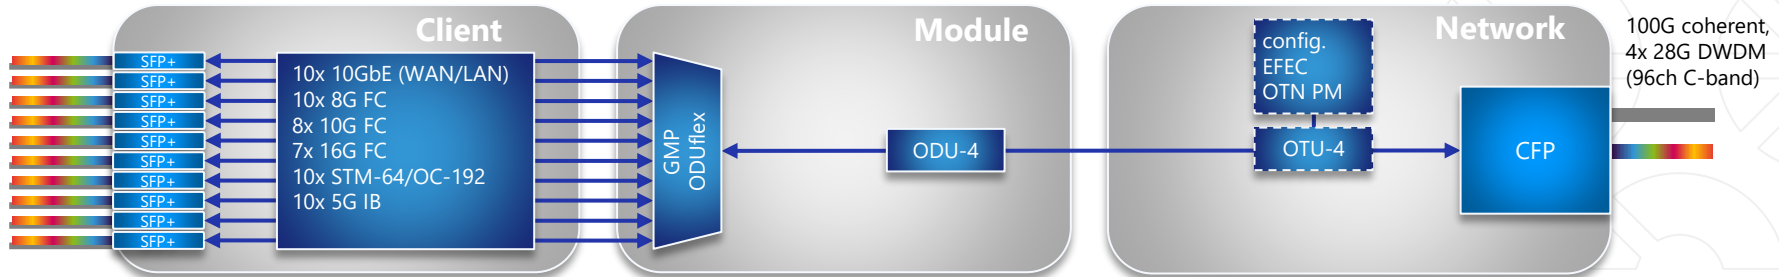 Client
SFP+
SFP+
SFP+
SFP+
SFP+
SFP+
SFP+
SFP+
SFP+
SFP+
10x 10GbE (WAN/LAN)
10x 8G FC
8x 10G FC
7x 16G FC
10x STM-64/OC-192
10x 5G IB
Module
GMP
ODUflex
ODU-4
Network
config.
EFEC
OTN PM
OTU-4
CFP
100G coherent,
4x 28G DWDM
(96ch C-band)